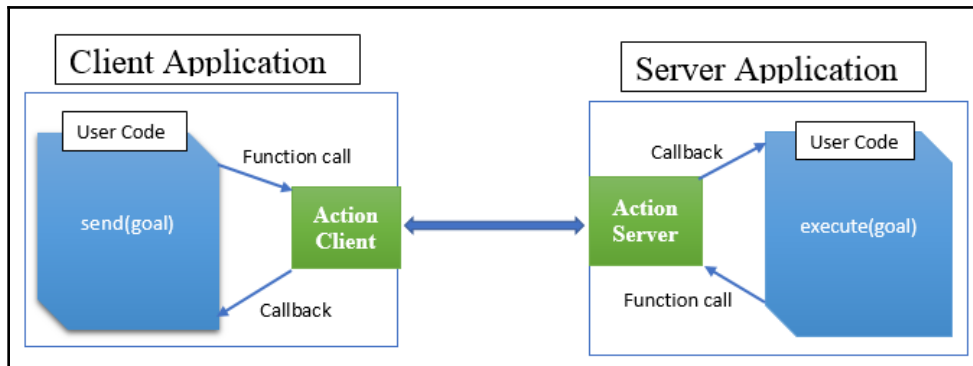 Client Application
User Code
Function call
send(goal)
Action
Client
Callback
Server Application
User Code
Callback
Action
Server
execute(goal)
Function call